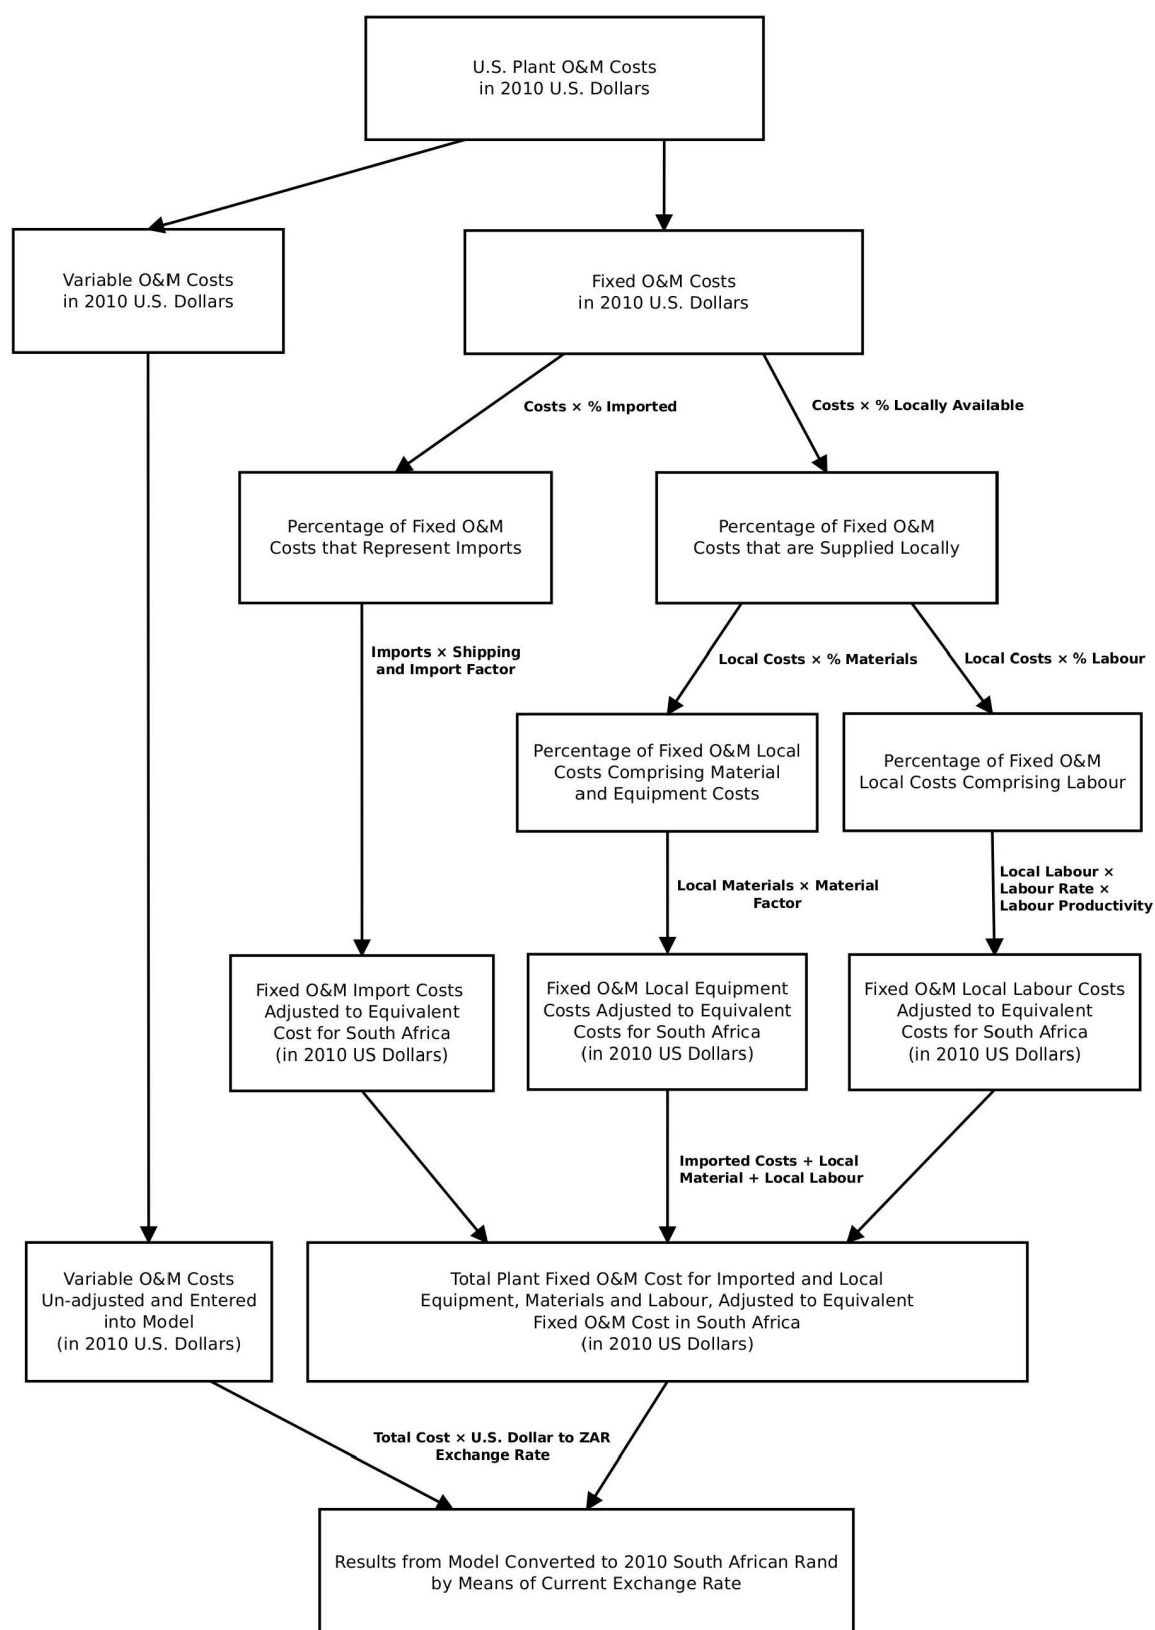 U.S. Plant O&M Costs
in 2010 U.S. Dollars
Variable O&M Costs
in 2010 U.S. Dollars
Fixed O&M Costs
in 2010 U.S. Dollars
Costs × % Imported
Costs × % Locally Available
Percentage of Fixed O&M
Costs that Represent Imports
Percentage of Fixed O&M
Costs that are Supplied Locally
Imports × Shipping
and Import Factor
Local Costs × % Materials
Local Costs × % Labour
Percentage of Fixed O&M Local
Costs Comprising Material
and Equipment Costs
Percentage of Fixed O&M
Local Costs Comprising Labour
Local Materials × Material
Factor
Local Labour ×
Labour Rate ×
Labour Productivity
Fixed O&M Import Costs
Adjusted to Equivalent
Cost for South Africa
(in 2010 US Dollars)
Fixed O&M Local Equipment
Costs Adjusted to Equivalent
Costs for South Africa
(in 2010 US Dollars)
Fixed O&M Local Labour Costs
Adjusted to Equivalent
Costs for South Africa
(in 2010 US Dollars)
Imported Costs + Local
Material + Local Labour
Variable O&M Costs
Un-adjusted and Entered
into Model
(in 2010 U.S. Dollars)
Total Plant Fixed O&M Cost for Imported and Local
Equipment, Materials and Labour, Adjusted to Equivalent
Fixed O&M Cost in South Africa
(in 2010 US Dollars)
Total Cost × U.S. Dollar to ZAR
Exchange Rate
Results from Model Converted to 2010 South African Rand
by Means of Current Exchange Rate